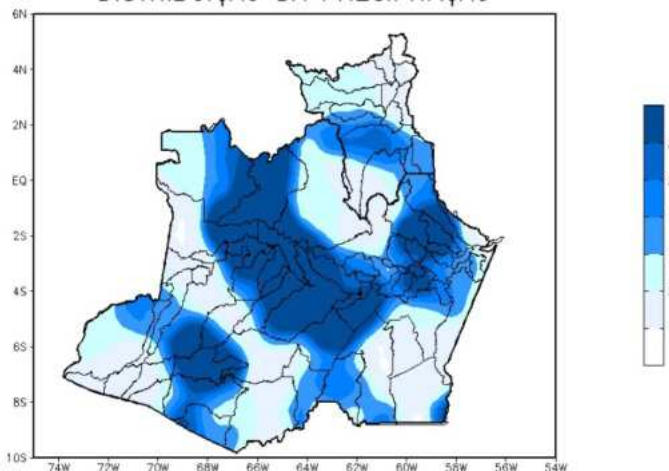 DISTRIBUIÇÃO DA PRECIPITAÇÃO
6N
4N
2N
EQ
2S
4S
6S
8S
10S
74W 72W 70W 68W 66W 64W 62W 60W 58W 56W 54W